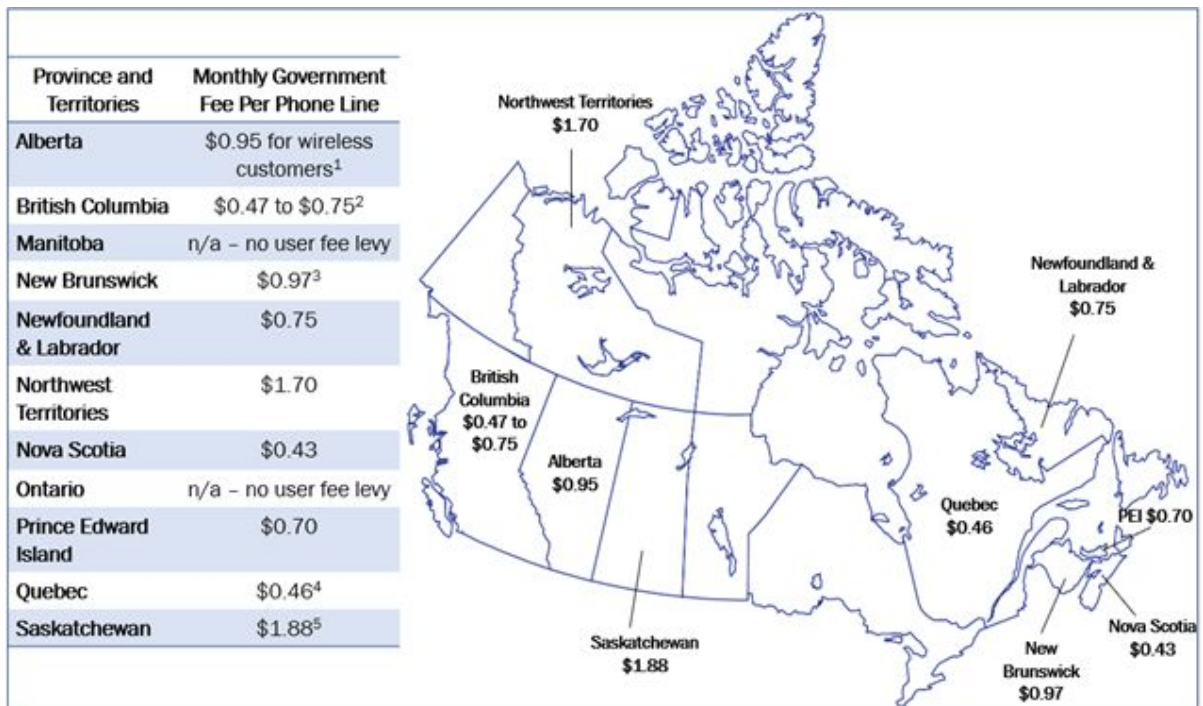 Province and Territories Monthly Government Fee Per Phone Line
Alberta $0.95 for wireless customers¹
British Columbia $0.47 to $0.75²
Manitoba n/a – no user fee levy
New Brunswick $0.97³
Newfoundland & Labrador $0.75
Northwest Territories $1.70
Nova Scotia $0.43
Ontario n/a – no user fee levy
Prince Edward Island $0.70
Quebec $0.46⁴
Saskatchewan $1.88⁵
Northwest Territories
$1.70
Newfoundland &
Labrador
$0.75
British
Columbia
$0.47 to
$0.75
Alberta
$0.95
Quebec
$0.46
PEI $0.70
Saskatchewan
$1.88
New
Brunswick
$0.97
Nova Scotia
$0.43